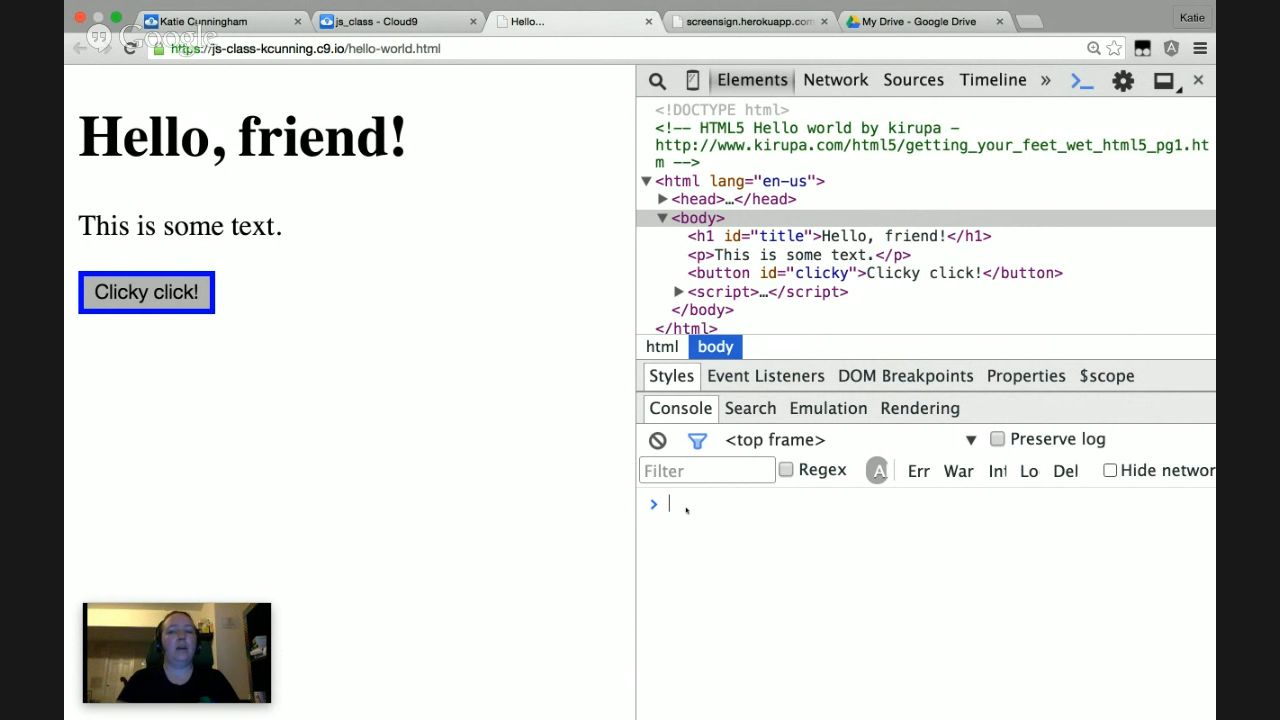 Katie Cunningham
js_class - Cloud9
Hello...
screensign.herokuapp.com
My Drive - Google Drive
Katie
Google
https://js-class-kcunning.c9.io/hello-world.html
Hello, friend!
This is some text.
Clicky click!
Elements Network Sources Timeline »
<!DOCTYPE html>
<!-- HTML5 Hello world by kirupa -
http://www.kirupa.com/html5/getting_your_feet_wet_html5_pg1.ht
m -->
<html lang="en-us">
<head>…</head>
<body>
<h1 id="title">Hello, friend!</h1>
<p>This is some text.</p>
<button id="clicky">Clicky click!</button>
<script>…</script>
</body>
</html>
html body
Styles Event Listeners DOM Breakpoints Properties $scope
Console Search Emulation Rendering
<top frame> Preserve log
Filter Regex A Err War Int Lo Del Hide networ
>